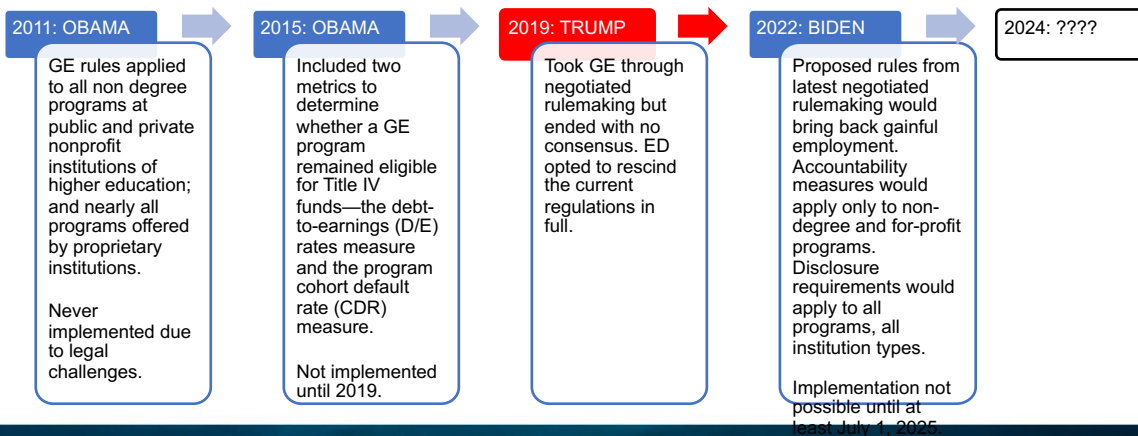 2011: OBAMA
GE rules applied
to all non degree
programs at
public and private
nonprofit
institutions of
higher education;
and nearly all
programs offered
by proprietary
institutions.
Never
implemented due
to legal
challenges.
2015: OBAMA
Included two
metrics to
determine
whether a GE
program
remained eligible
for Title IV
funds—the debt-
to-earnings (D/E)
rates measure
and the program
cohort default
rate (CDR)
measure.
Not implemented
until 2019.
2019: TRUMP
Took GE through
negotiated
rulemaking but
ended with no
consensus. ED
opted to rescind
the current
regulations in
full.
2022: BIDEN
Proposed rules from
latest negotiated
rulemaking would
bring back gainful
employment.
Accountability
measures would
apply only to non-
degree and for-profit
programs.
Disclosure
requirements would
apply to all
programs, all
institution types.
Implementation not
possible until at
least July 1, 2025.
2024: ????